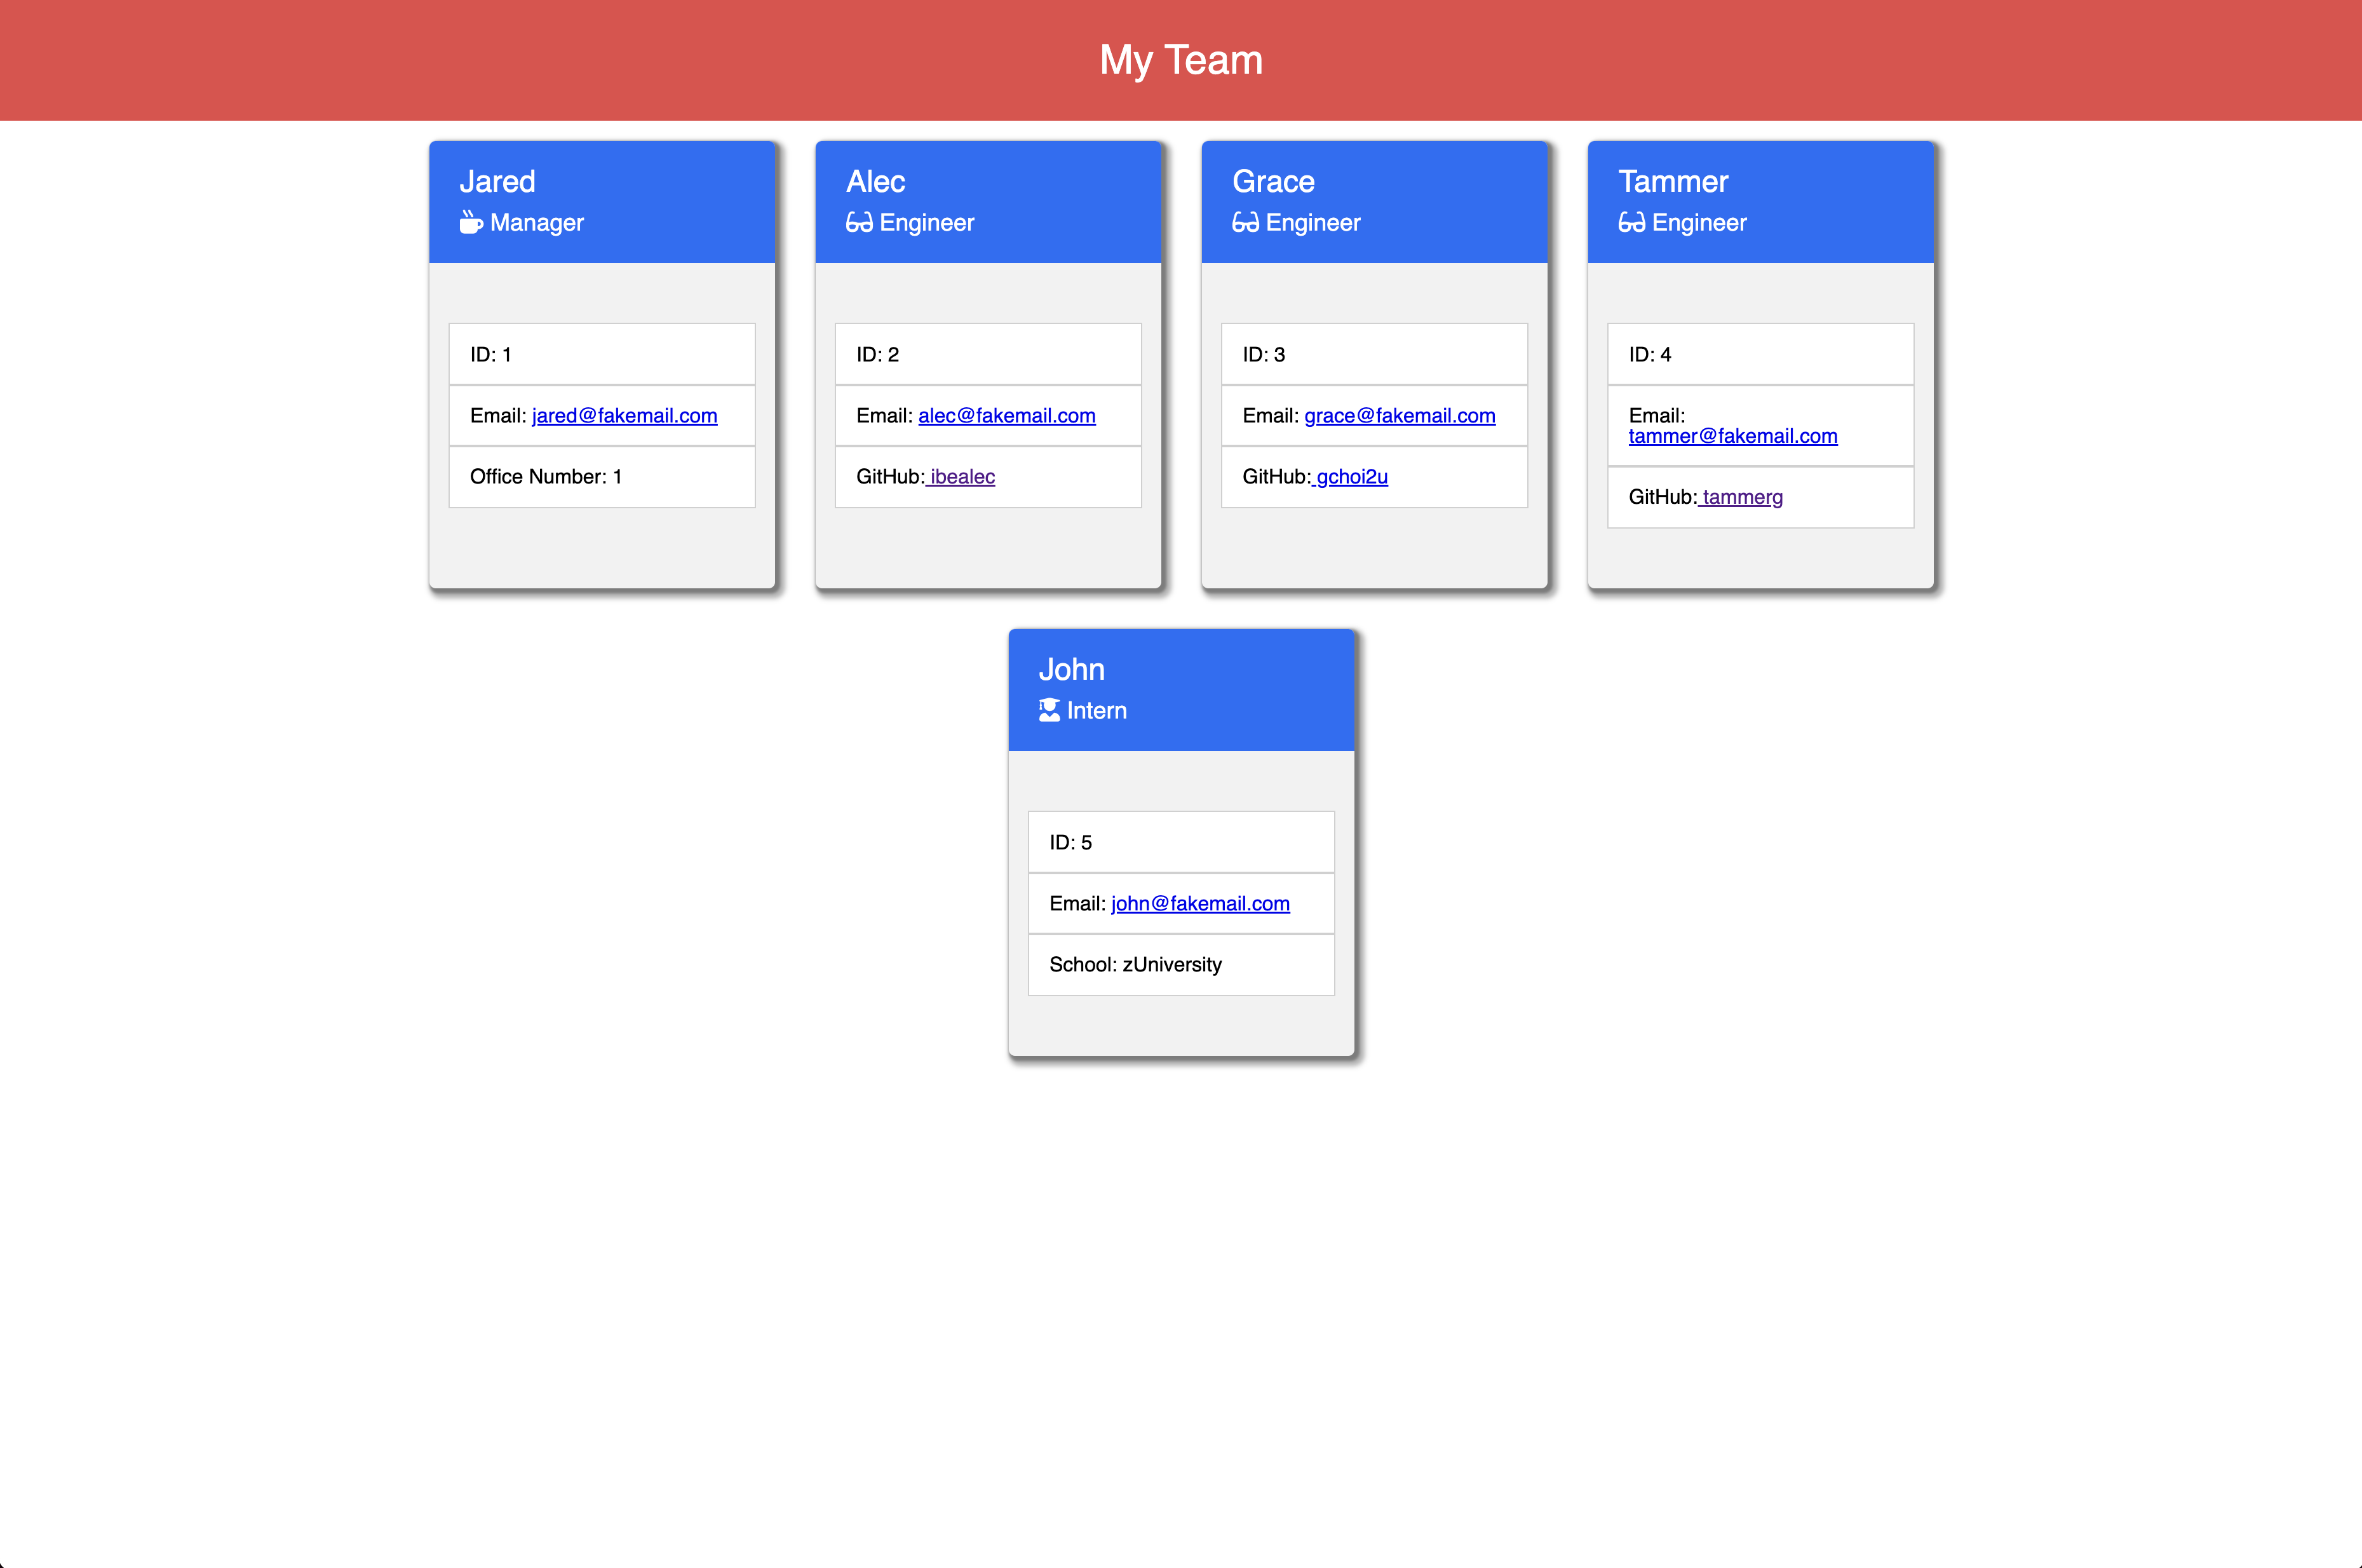 My Team
Jared
Manager
ID: 1
Email: jared@fakemail.com
Office Number: 1
Alec
Engineer
ID: 2
Email: alec@fakemail.com
GitHub: ibealec
Grace
Engineer
ID: 3
Email: grace@fakemail.com
GitHub: gchoi2u
Tammer
Engineer
ID: 4
Email:
tammer@fakemail.com
GitHub: tammerg
John
Intern
ID: 5
Email: john@fakemail.com
School: zUniversity